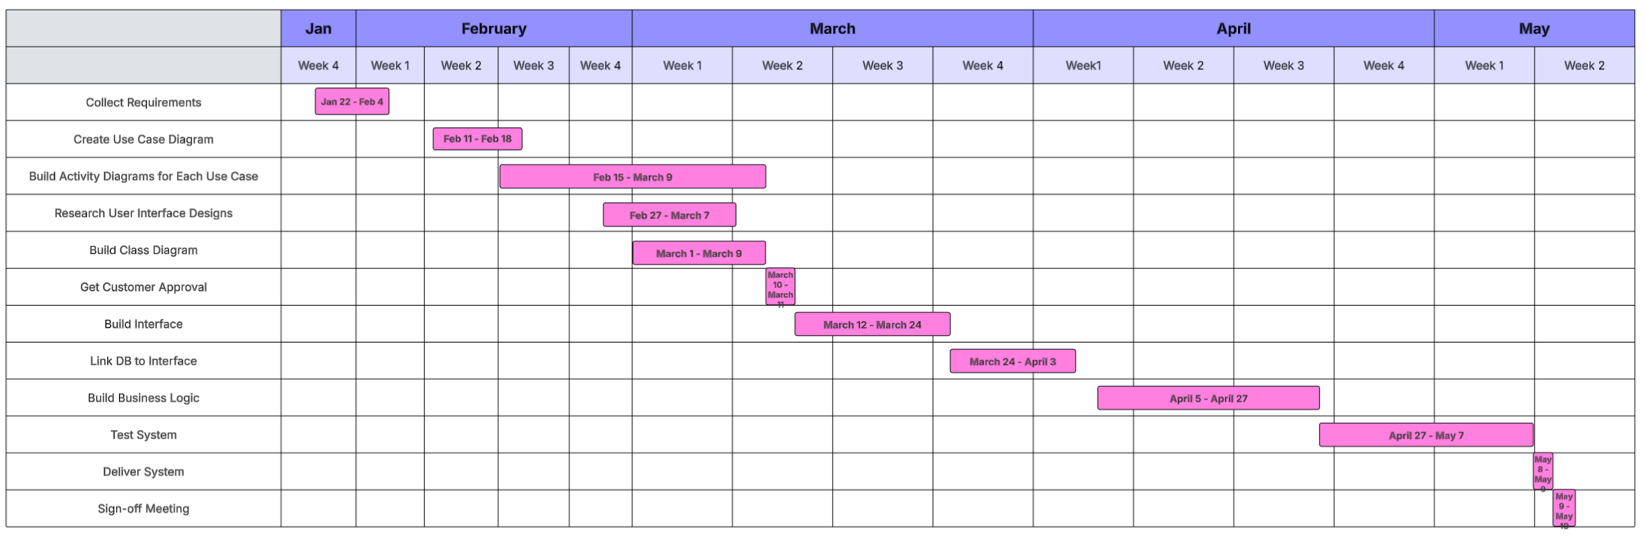 Jan February March April May
Week 4 Week 1 Week 2 Week 3 Week 4 Week 1 Week 2 Week 3 Week 4 Week1 Week 2 Week 3 Week 4 Week 1 Week 2
Collect Requirements Jan 22 - Feb 4
Create Use Case Diagram Feb 11 - Feb 18
Build Activity Diagrams for Each Use Case Feb 15 - March 9
Research User Interface Designs Feb 27 - March 7
Build Class Diagram March 1 - March 9
Get Customer Approval
March
10 -
March
11
Build Interface March 12 - March 24
Link DB to Interface March 24 - April 3
Build Business Logic April 5 - April 27
Test System April 27 - May 7
Deliver System
May
8 -
May
9
Sign-off Meeting
May
9 -
May
10